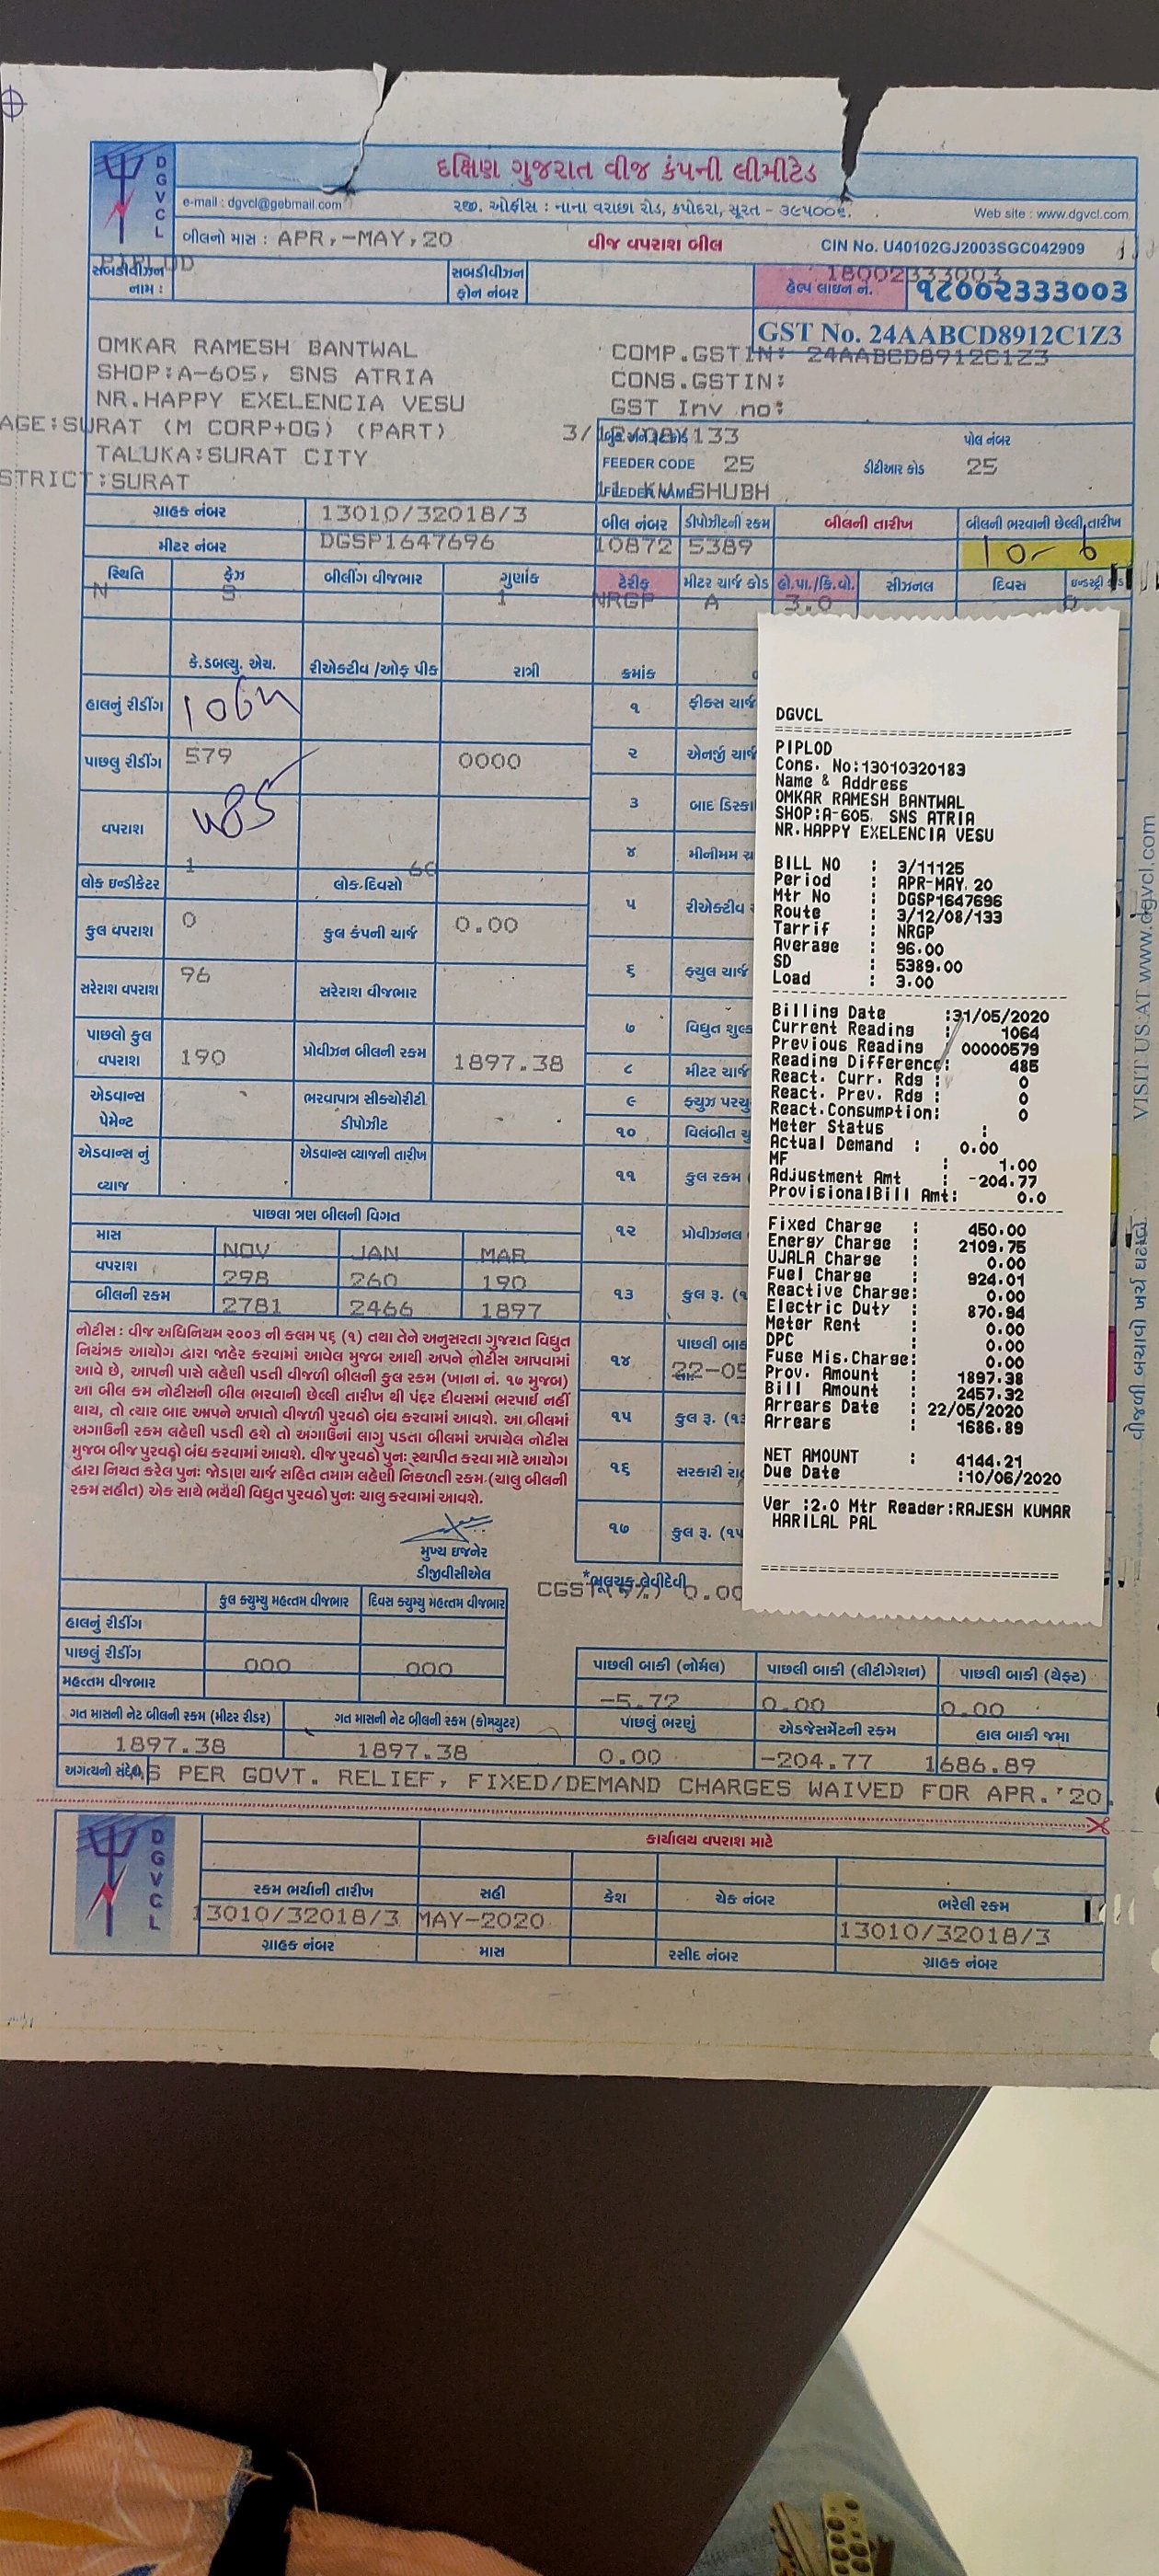 દક્ષિણ ગુજરાત વીજ કંપની લીમીટેડ
DGVCL
e-mail : dgvcl@gebmail.com રજી. ઓફીસ : નાના વરાછા રોડ, કપોદરા, સૂરત - ૩૯૫૦૦૬. Web site : www.dgvcl.com
બીલનો માસ : APR,-MAY,20 વીજ વપરાશ બીલ CIN No. U40102GJ2003SGC042909
PIPLOD 18002333003
સબડીવીઝન નામ : સબડીવીઝન ફોન નંબર હેલ્પ લાઇન નં. ૧૮૦૦૨333003
GST No. 24AABCD8912C1Z3
OMKAR RAMESH BANTWAL COMP.GSTIN: 24AABCD8912C1Z3
SHOP:A-605, SNS ATRIA CONS.GSTIN:
NR.HAPPY EXELENCIA VESU GST Inv no:
AGE:SURAT (M CORP+OG) (PART) 3/12/08/133 પોલ નંબર
TALUKA:SURAT CITY FEEDER CODE 25 ડીટીઆર કોડ 25
STRICT:SURAT FEEDER NAME SHUBH
ગ્રાહક નંબર 13010/32018/3 બીલ નંબર ડીપોઝીટની રકમ બીલની તારીખ બીલની ભરવાની છેલ્લી તારીખ
મીટર નંબર DGSP1647696 10872 5389 10-6
સ્થિતિ ફેઝ બીલીંગ વીજભાર ગુણાંક ટેરીફ મીટર ચાર્જ કોડ હો.પા./કિ.વો. સીઝનલ દિવસ
N S 1 NRGP A 3.0 0
કે.ડબલ્યુ. એચ. રીએક્ટીવ /ઓફ પીક રાત્રી ક્રમાંક
હાલનું રીડીંગ 1064 ૧ ફીક્સ ચાર્જ
પાછલુ રીડીંગ 579 0000 ૨ એનર્જી ચાર્જ
વપરાશ 485 ૩ બાદ ડિસ્કા
1 60 ૪ મીનીમમ ચ
લોક ઇન્ડીકેટર લોક.દિવસો ૫ રીએક્ટીવ
કુલ વપરાશ 0 કુલ કંપની ચાર્જ 0.00 ૬ ફ્યુલ ચાર્જ
સરેરાશ વપરાશ 96 સરેરાશ વીજભાર ૭ વિદ્યુત શુલ્ક
પાછલો કુલ વપરાશ 190 પ્રોવીઝન બીલની રકમ 1897.38 ૮ મીટર ચાર્જ
એડવાન્સ પેમેન્ટ ભરવાપાત્ર સીક્યોરીટી ડીપોઝીટ ૯ ફ્યુઝ પરચુ
૧૦ વિલંબીત ચુ
એડવાન્સ નું વ્યાજ એડવાન્સ વ્યાજની તારીખ ૧૧ કુલ રકમ
પાછલા ત્રણ બીલની વિગત ૧૨ પ્રોવીઝનલ
માસ NOV JAN MAR
વપરાશ 298 260 190
બીલની રકમ 2781 2466 1897 ૧૩ કુલ રૂ. (૧
નોટીસ : વીજ અધિનિયમ ૨૦૦૩ ની કલમ ૫૬ (૧) તથા તેને અનુસરતા ગુજરાત વિદ્યુત
નિયંત્રક આયોગ દ્વારા જાહેર કરવામાં આવેલ મુજબ આથી અપને નોટીસ આપવામાં
આવે છે, આપની પાસે લહેણી પડતી વીજળી બીલની કુલ રકમ (ખાના નં. ૧૭ મુજબ)
આ બીલ કમ નોટીસની બીલ ભરવાની છેલ્લી તારીખ થી પંદર દીવસમાં ભરપાઈ નહીં
થાય, તો ત્યાર બાદ આપને અપાતો વીજળી પુરવઠો બંધ કરવામાં આવશે. આ બીલમાં
અગાઉની રકમ લહેણી પડતી હશે તો અગાઉનાં લાગુ પડતા બીલમાં અપાયેલ નોટીસ
મુજબ બીજ પુરવઠો બંધ કરવામાં આવશે. વીજ પુરવઠો પુનઃ સ્થાપીત કરવા માટે આયોગ
દ્વારા નિયત કરેલ પુનઃ જોડાણ ચાર્જ સહિત તમામ લહેણી નિકળતી રકમ (ચાલુ બીલની
રકમ સહીત) એક સાથે ભર્યેથી વિદ્યુત પુરવઠો પુનઃ ચાલુ કરવામાં આવશે.
મુખ્ય ઇજનેર
ડીજીવીસીએલ
૧૪ પાછલી બાક
22-05
૧૫ કુલ રૂ. (૧૩
૧૬ સરકારી રા
૧૭ કુલ રૂ. (૧૫
*ભૂલચૂક લેવીદેવી
CGST(9%) 0.00
DGVCL
PIPLOD
Cons. No:13010320183
Name & Address
OMKAR RAMESH BANTWAL
SHOP:A-605, SNS ATRIA
NR.HAPPY EXELENCIA VESU
BILL NO : 3/11125
Period : APR-MAY, 20
Mtr No : DGSP1647696
Route : 3/12/08/133
Tarrif : NRGP
Average : 96.00
SD : 5389.00
Load : 3.00
Billing Date :31/05/2020
Current Reading : 1064
Previous Reading 00000579
Reading Difference: 485
React. Curr. Rdg : 0
React. Prev. Rdg : 0
React.Consumption: 0
Meter Status :
Actual Demand : 0.00
MF : 1.00
Adjustment Amt : -204.77
ProvisionalBill Amt: 0.0
Fixed Charge : 450.00
Energy Charge : 2109.75
UJALA Charge : 0.00
Fuel Charge : 924.01
Reactive Charge: 0.00
Electric Duty : 870.94
Meter Rent : 0.00
DPC : 0.00
Fuse Mis.Charge: 0.00
Prov. Amount : 1897.38
Bill Amount : 2457.32
Arrears Date : 22/05/2020
Arrears : 1686.89
NET AMOUNT : 4144.21
Due Date :10/06/2020
Ver :2.0 Mtr Reader:RAJESH KUMAR
HARILAL PAL
કુલ ક્યુમ્યુ મહત્તમ વીજભાર દિવસ ક્યુમ્યુ મહત્તમ વીજભાર
હાલનું રીડીંગ
પાછલું રીડીંગ 000 000
મહત્તમ વીજભાર
પાછલી બાકી (નોર્મલ) પાછલી બાકી (લીટીગેશન) પાછલી બાકી (થેફ્ટ)
-5.72 0.00 0.00
ગત માસની નેટ બીલની રકમ (મીટર રીડર) ગત માસની નેટ બીલની રકમ (કોમ્પ્યુટર) પાછલું ભરણું એડજેસમેંટની રકમ હાલ બાકી જમા
1897.38 1897.38 0.00 -204.77 1686.89
અગત્યનો સંદેશ AS PER GOVT. RELIEF, FIXED/DEMAND CHARGES WAIVED FOR APR.'20.
DGVCL
કાર્યાલય વપરાશ માટે
રકમ ભર્યાની તારીખ સહી કેશ ચેક નંબર ભરેલી રકમ
13010/32018/3 MAY-2020 13010/32018/3
ગ્રાહક નંબર માસ રસીદ નંબર ગ્રાહક નંબર
VISIT US AT www.dgvcl.com
વીજળી બચાવો ખર્ચ ઘટાડો